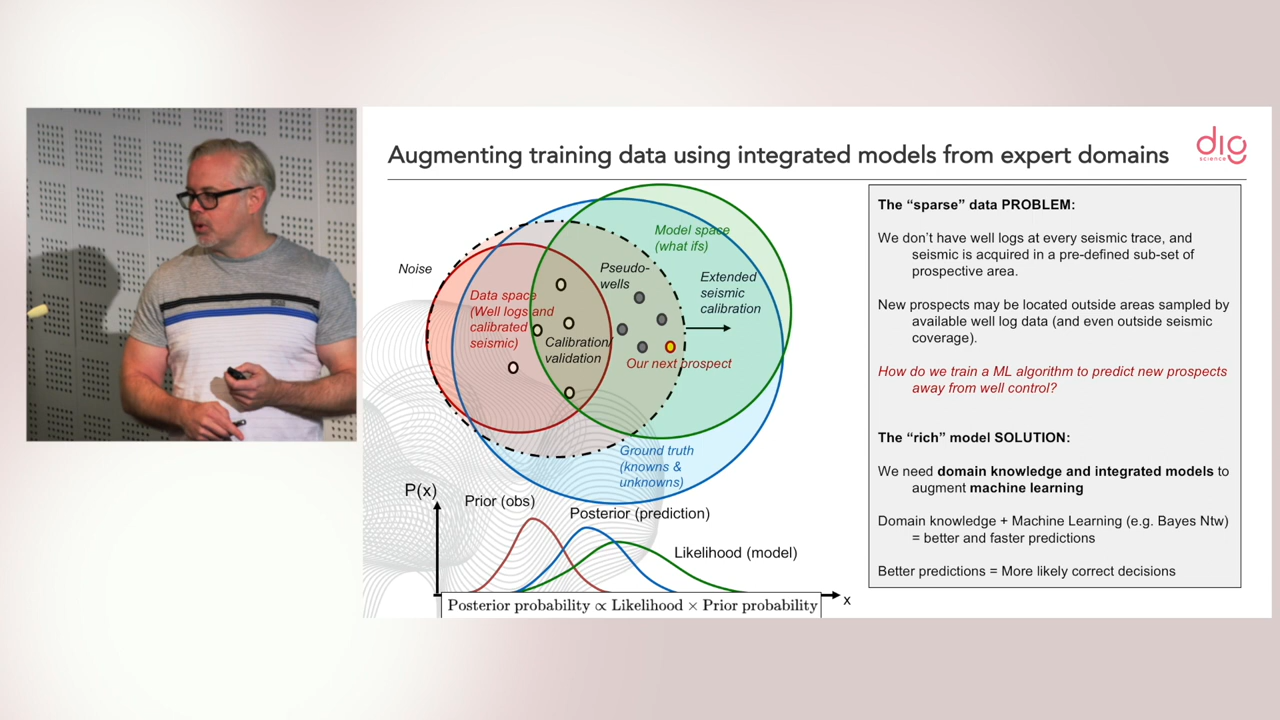 Augmenting training data using integrated models from expert domains
dig
science
Noise
Data space
(Well logs and
calibrated
seismic)
Calibration/
validation
Pseudo-
wells
Model space
(what ifs)
Extended
seismic
calibration
Our next prospect
Ground truth
(knowns &
unknowns)
P(x)
Prior (obs)
Posterior (prediction)
Likelihood (model)
x
Posterior probability ∝ Likelihood × Prior probability
The “sparse” data PROBLEM:
We don’t have well logs at every seismic trace, and
seismic is acquired in a pre-defined sub-set of
prospective area.
New prospects may be located outside areas sampled by
available well log data (and even outside seismic
coverage).
How do we train a ML algorithm to predict new prospects
away from well control?
The “rich” model SOLUTION:
We need domain knowledge and integrated models to
augment machine learning
Domain knowledge + Machine Learning (e.g. Bayes Ntw)
= better and faster predictions
Better predictions = More likely correct decisions